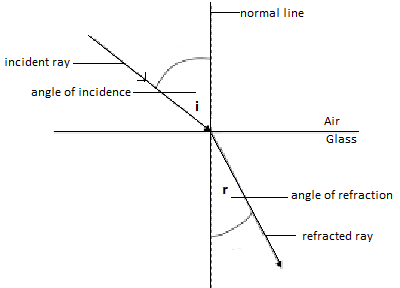 normal line
incident ray
angle of incidence
i
Air
Glass
r
angle of refraction
refracted ray